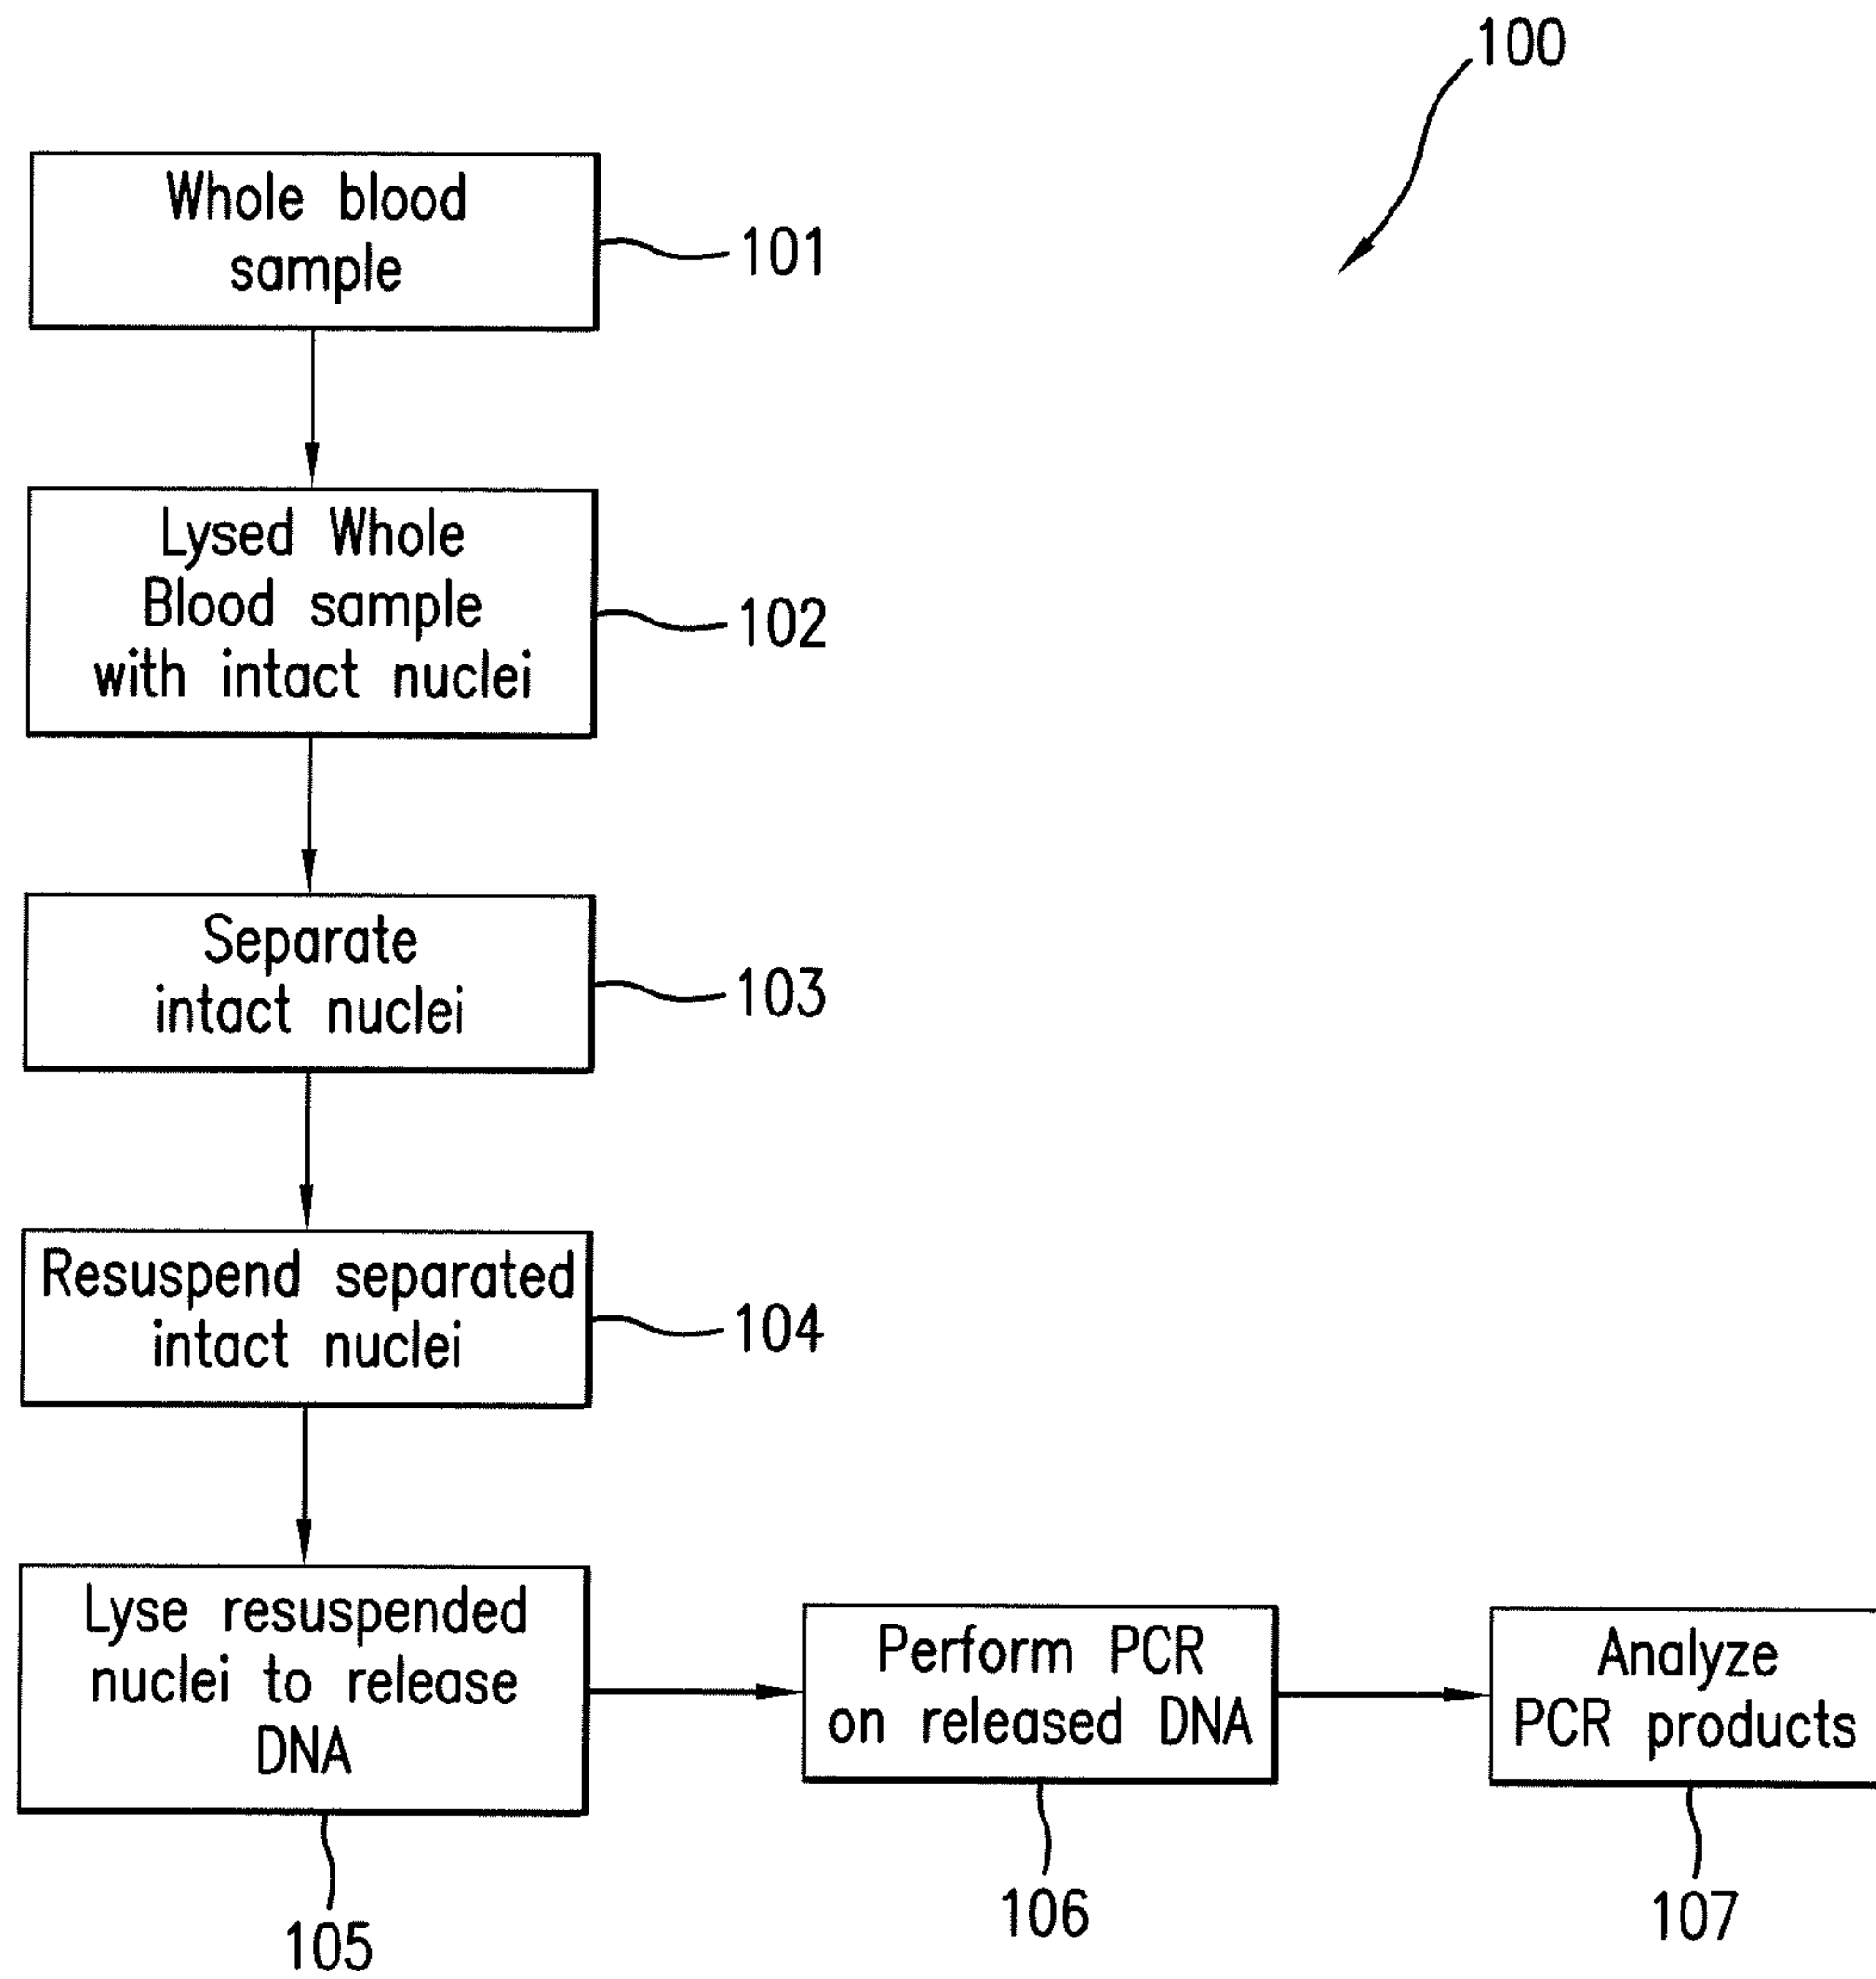 100
Whole blood
sample
101
Lysed Whole
Blood sample
with intact nuclei
102
Separate
intact nuclei
103
Resuspend separated
intact nuclei
104
Lyse resuspended
nuclei to release
DNA
105
Perform PCR
on released DNA
106
Analyze
PCR products
107